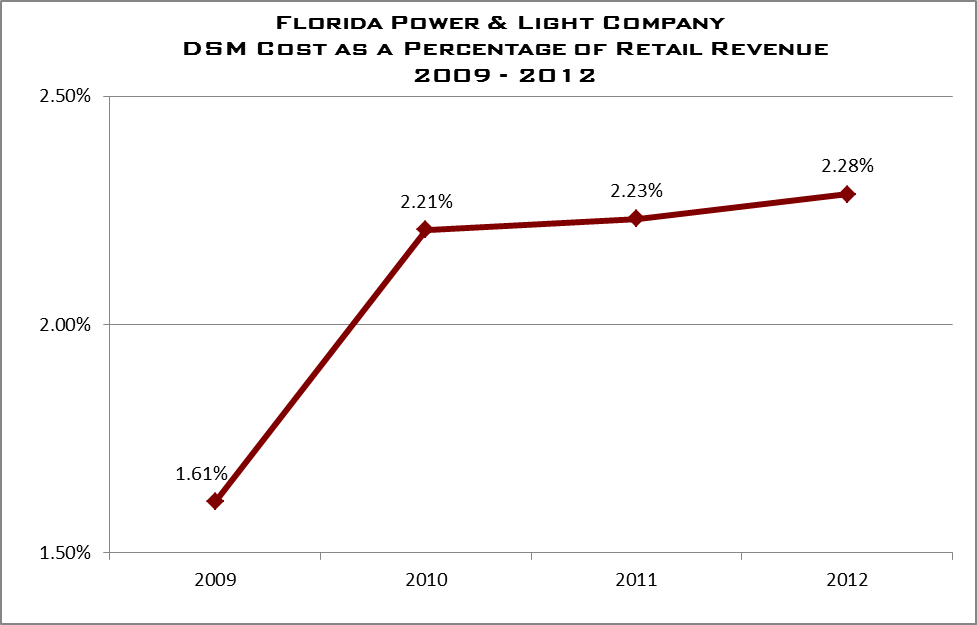 Florida Power & Light Company
DSM Cost as a Percentage of Retail Revenue
2009 - 2012
2.50%
2.28%
2.23%
2.21%
2.00%
1.61%
1.50%
2009 2010 2011 2012